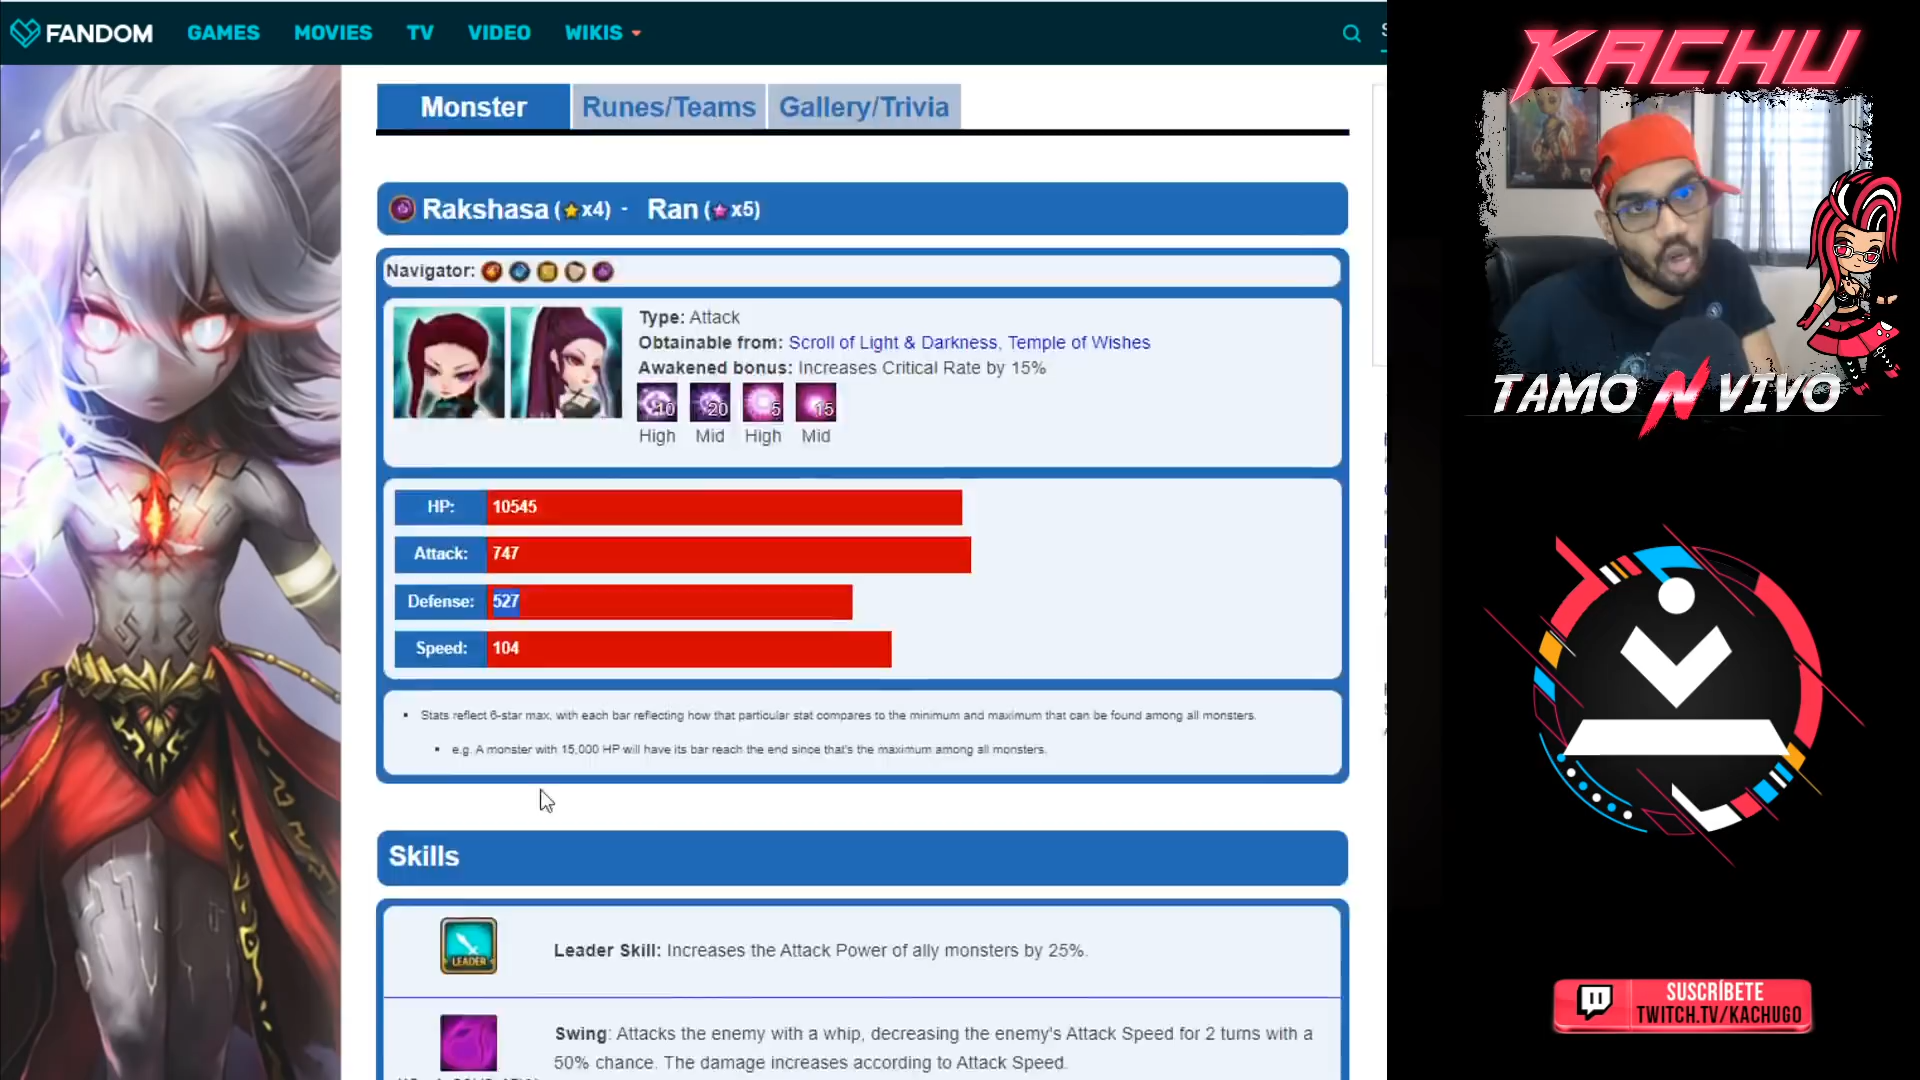 FANDOM GAMES MOVIES TV VIDEO WIKIS
Monster Runes/Teams Gallery/Trivia
Rakshasa (x4) - Ran (x5)
Navigator:
Type: Attack
Obtainable from: Scroll of Light & Darkness, Temple of Wishes
Awakened bonus: Increases Critical Rate by 15%
10 20 5 15
High Mid High Mid
HP: 10545
Attack: 747
Defense: 527
Speed: 104
Stats reflect 6-star max, with each bar reflecting how that particular stat compares to the minimum and maximum that can be found among all monsters.
e.g. A monster with 15,000 HP will have its bar reach the end since that's the maximum among all monsters.
Skills
LEADER
Leader Skill: Increases the Attack Power of ally monsters by 25%.
Swing: Attacks the enemy with a whip, decreasing the enemy's Attack Speed for 2 turns with a
50% chance. The damage increases according to Attack Speed.
KACHU
TAMO N VIVO
SUSCRÍBETE
TWITCH.TV/KACHUGO